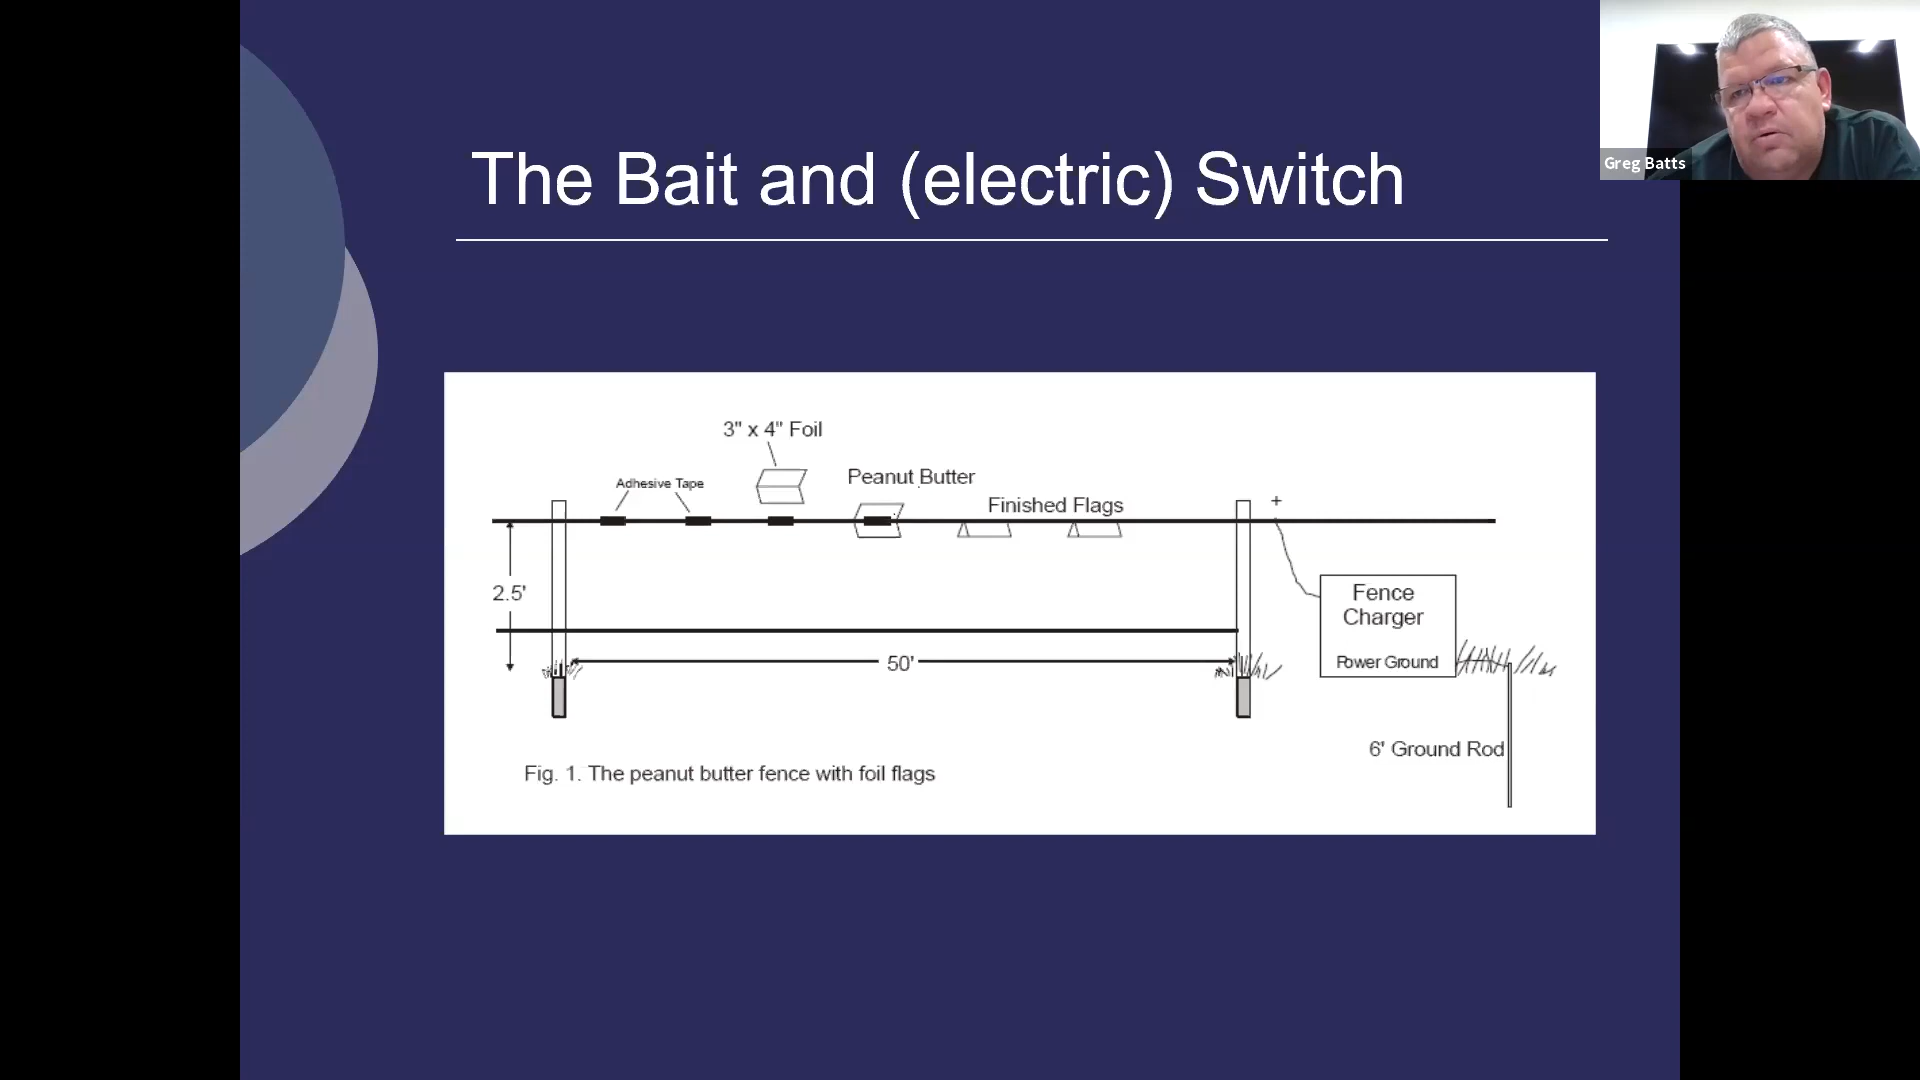 Greg Batts
The Bait and (electric) Switch
3" x 4" Foil
Adhesive Tape
Peanut Butter
Finished Flags
+
2.5'
Fence
Charger
50'
Power Ground
6' Ground Rod
Fig. 1. The peanut butter fence with foil flags